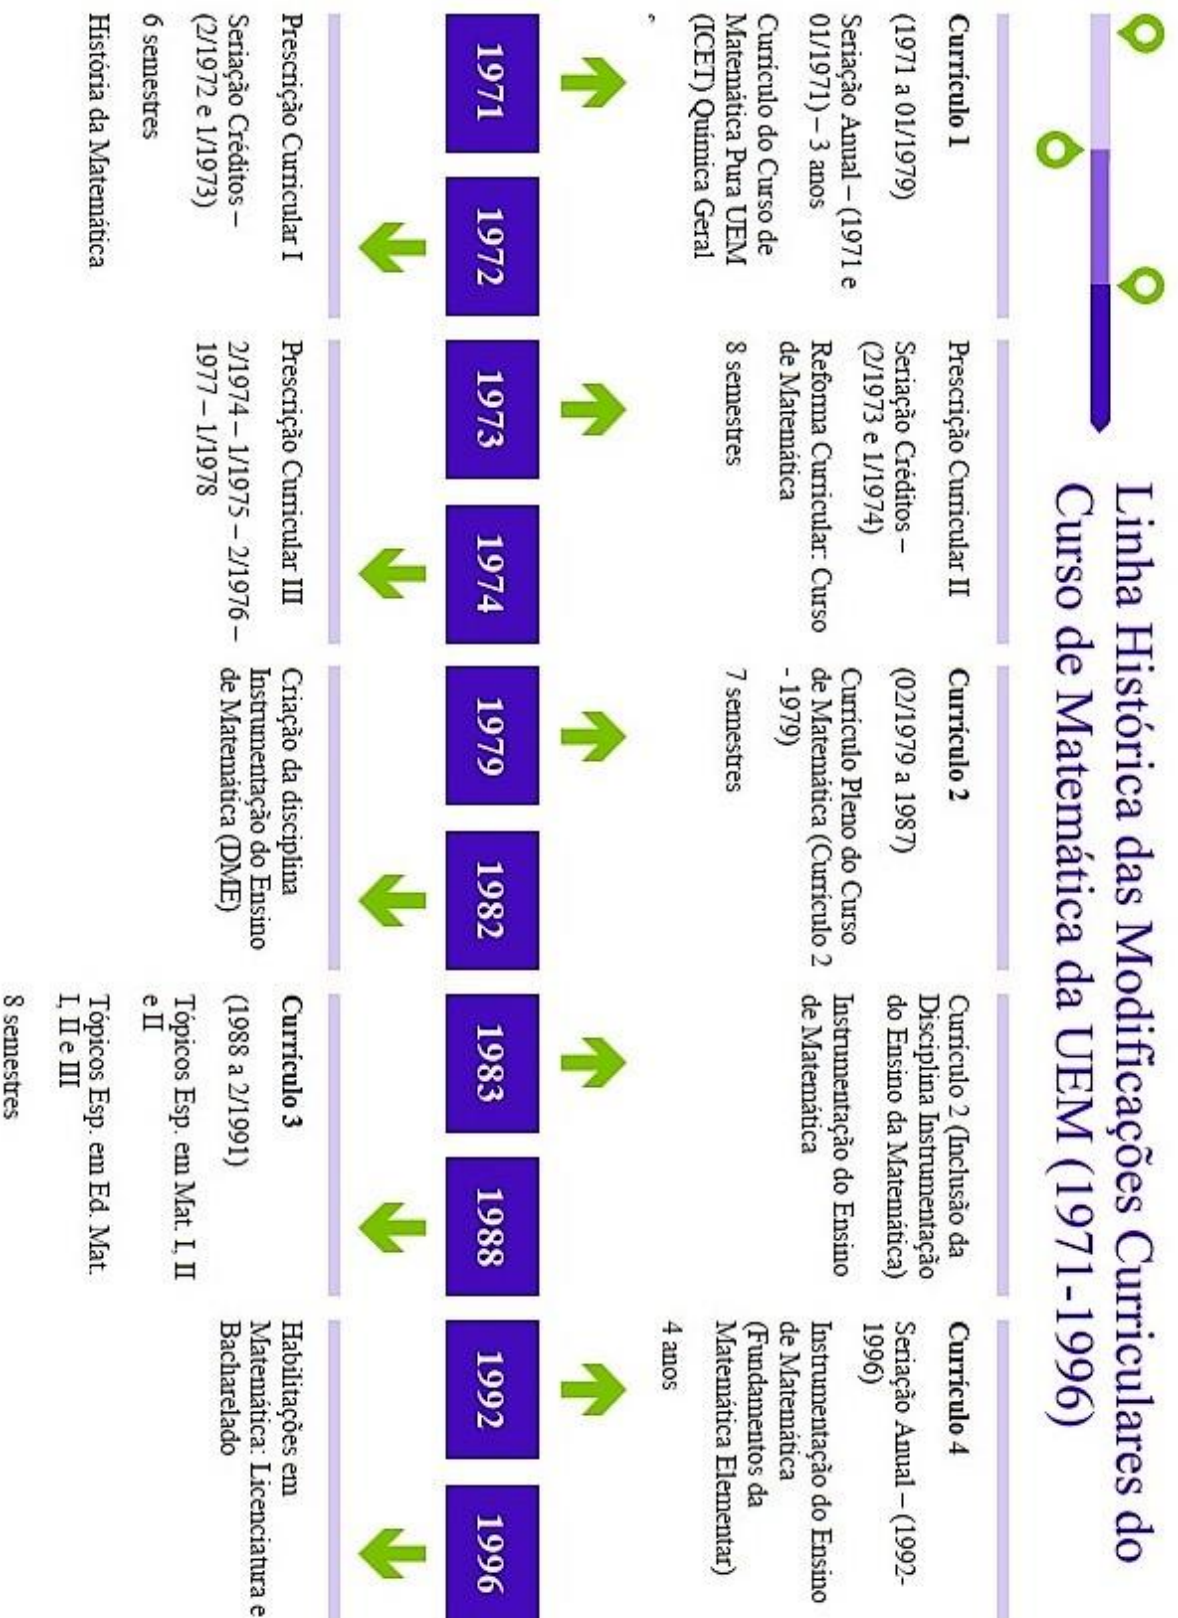 Linha Histórica das Modificações Curriculares do
Curso de Matemática da UEM (1971-1996)
Currículo 1
(1971 a 01/1979)
Seriação Anual – (1971 e
01/1971) – 3 anos
Currículo do Curso de
Matemática Pura UEM
(ICET) Química Geral
Prescrição Curricular II
Seriação Créditos –
(2/1973 e 1/1974)
Reforma Curricular: Curso
de Matemática
8 semestres
Currículo 2
(02/1979 a 1987)
Currículo Pleno do Curso
de Matemática (Currículo 2
- 1979)
7 semestres
Currículo 2 (Inclusão da
Disciplina Instrumentação
do Ensino da Matemática)
Instrumentação do Ensino
de Matemática
Currículo 4
Seriação Anual – (1992-
1996)
Instrumentação do Ensino
de Matemática
(Fundamentos da
Matemática Elementar)
4 anos
1971
1972
1973
1974
1979
1982
1983
1988
1992
1996
Prescrição Curricular I
Seriação Créditos –
(2/1972 e 1/1973)
6 semestres
História da Matemática
Prescrição Curricular III
2/1974 – 1/1975 – 2/1976 –
1977 – 1/1978
Criação da disciplina
Instrumentação do Ensino
de Matemática (DME)
Currículo 3
(1988 a 2/1991)
Tópicos Esp. em Mat. I, II
e II
Tópicos Esp. em Ed. Mat.
I, II e III
8 semestres
Habilitações em
Matemática: Licenciatura e
Bacharelado